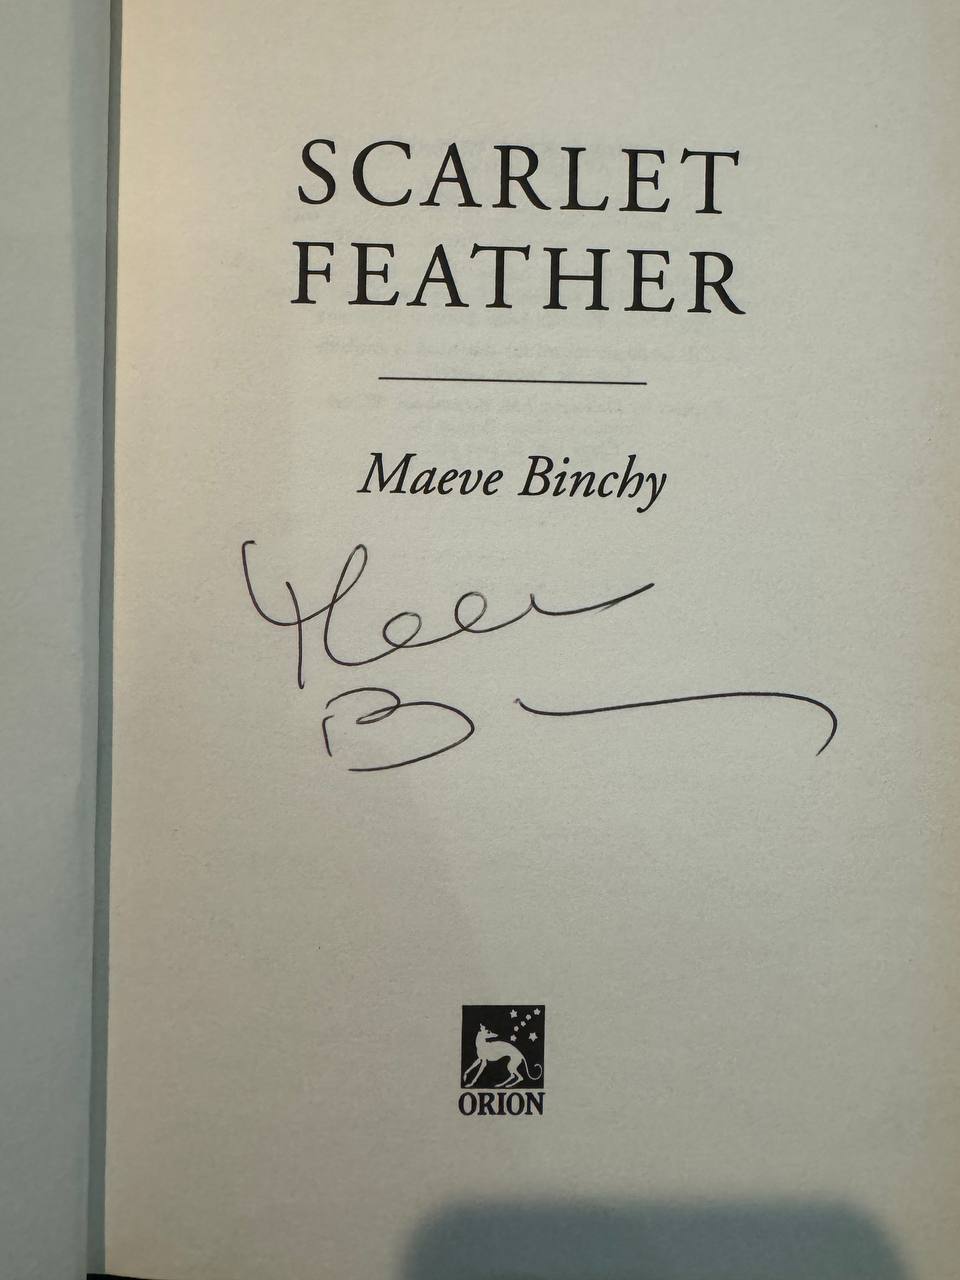 SCARLET
FEATHER
Maeve Binchy
ORION